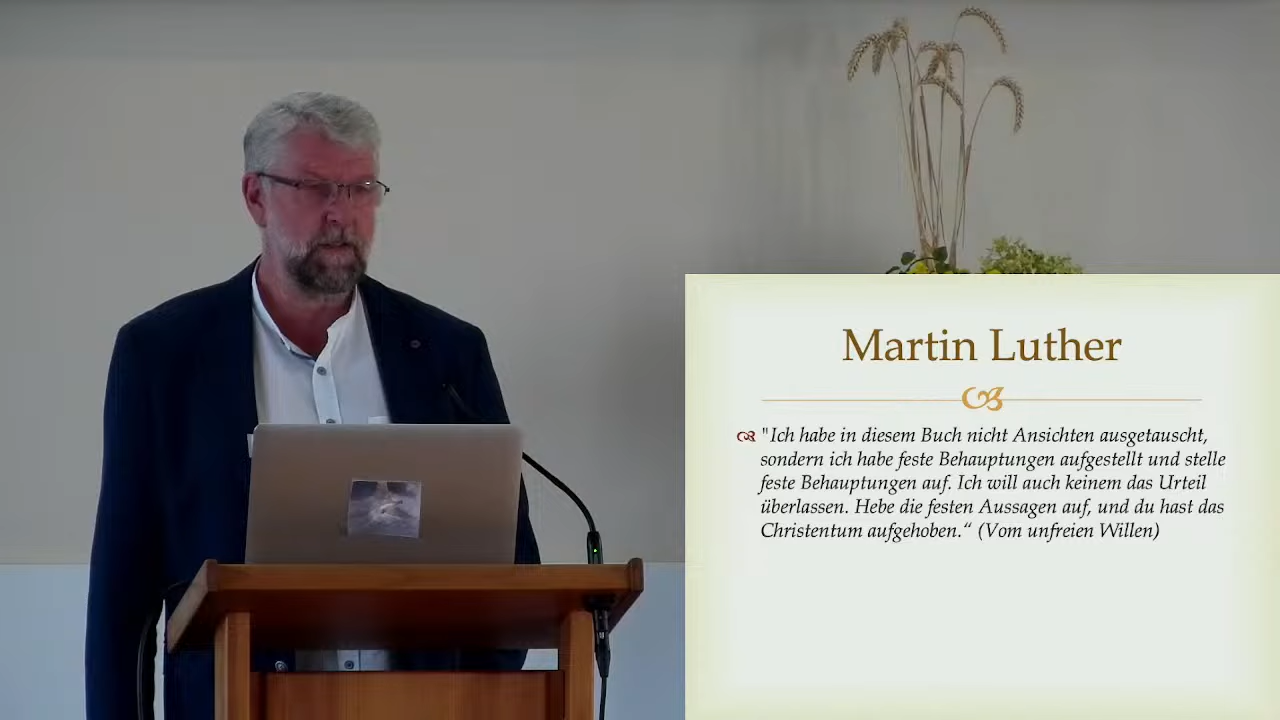 Martin Luther
"Ich habe in diesem Buch nicht Ansichten ausgetauscht,
sondern ich habe feste Behauptungen aufgestellt und stelle
feste Behauptungen auf. Ich will auch keinem das Urteil
überlassen. Hebe die festen Aussagen auf, und du hast das
Christentum aufgehoben.“ (Vom unfreien Willen)